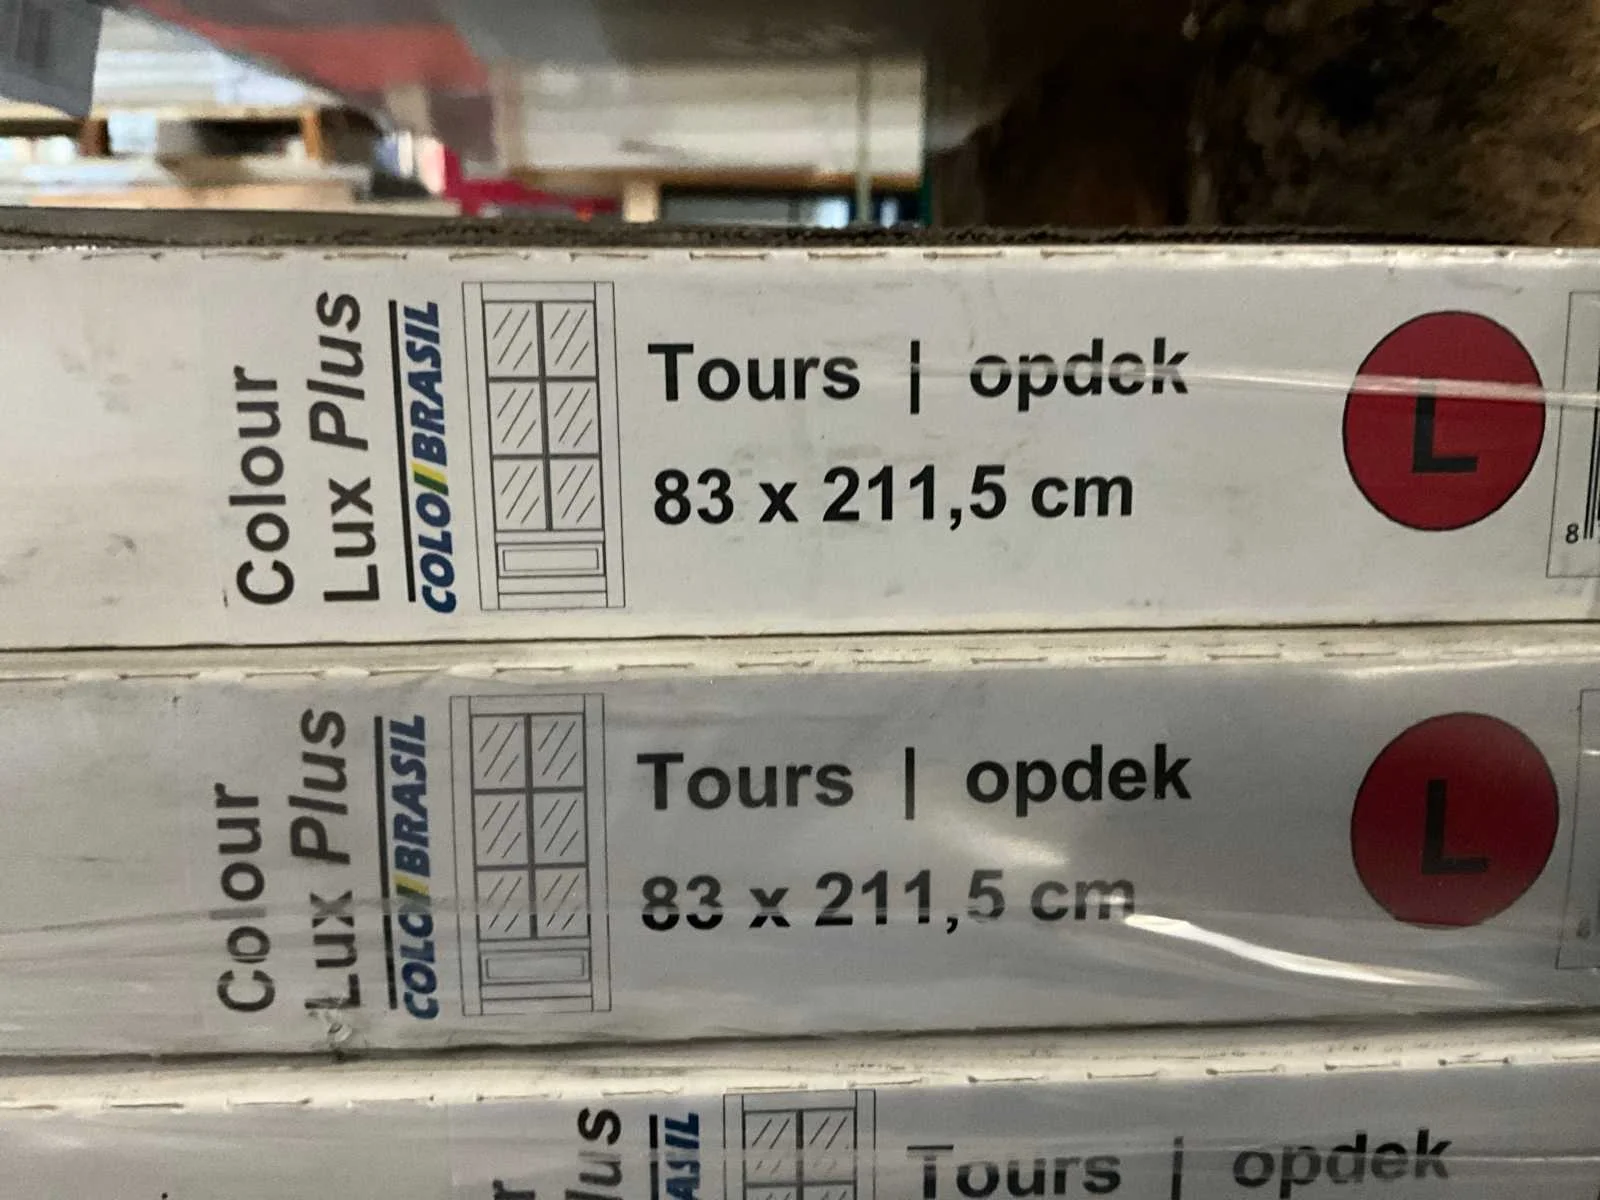 Colour
Lux Plus
COLO/BRASIL
Tours | opdek
83 x 211,5 cm
L
8
Colour
Lux Plus
COLO/BRASIL
Tours | opdek
83 x 211,5 cm
L
Tours | opdek